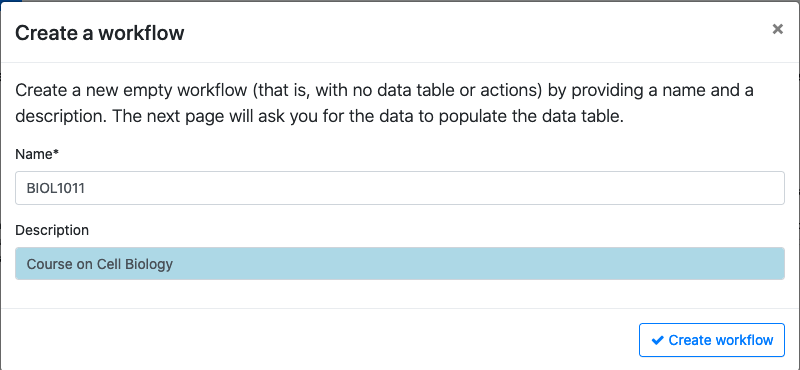 Create a workflow
×
Create a new empty workflow (that is, with no data table or actions) by providing a name and a
description. The next page will ask you for the data to populate the data table.
Name*
BIOL1011
Description
Course on Cell Biology
✔ Create workflow